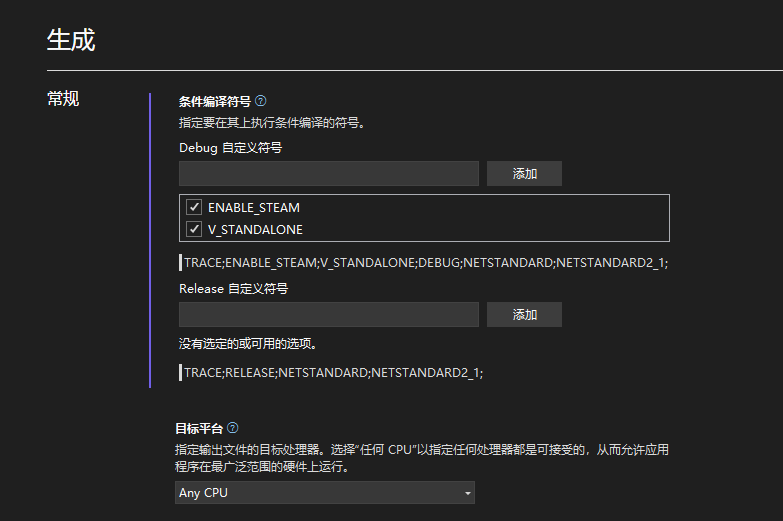 生成
常规
条件编译符号
指定要在其上执行条件编译的符号。
Debug 自定义符号
添加
ENABLE_STEAM
V_STANDALONE
TRACE;ENABLE_STEAM;V_STANDALONE;DEBUG;NETSTANDARD;NETSTANDARD2_1;
Release 自定义符号
添加
没有选定的或可用的选项。
TRACE;RELEASE;NETSTANDARD;NETSTANDARD2_1;
目标平台
指定输出文件的目标处理器。选择"任何 CPU"以指定任何处理器都是可接受的，从而允许应用
程序在最广泛范围的硬件上运行。
Any CPU